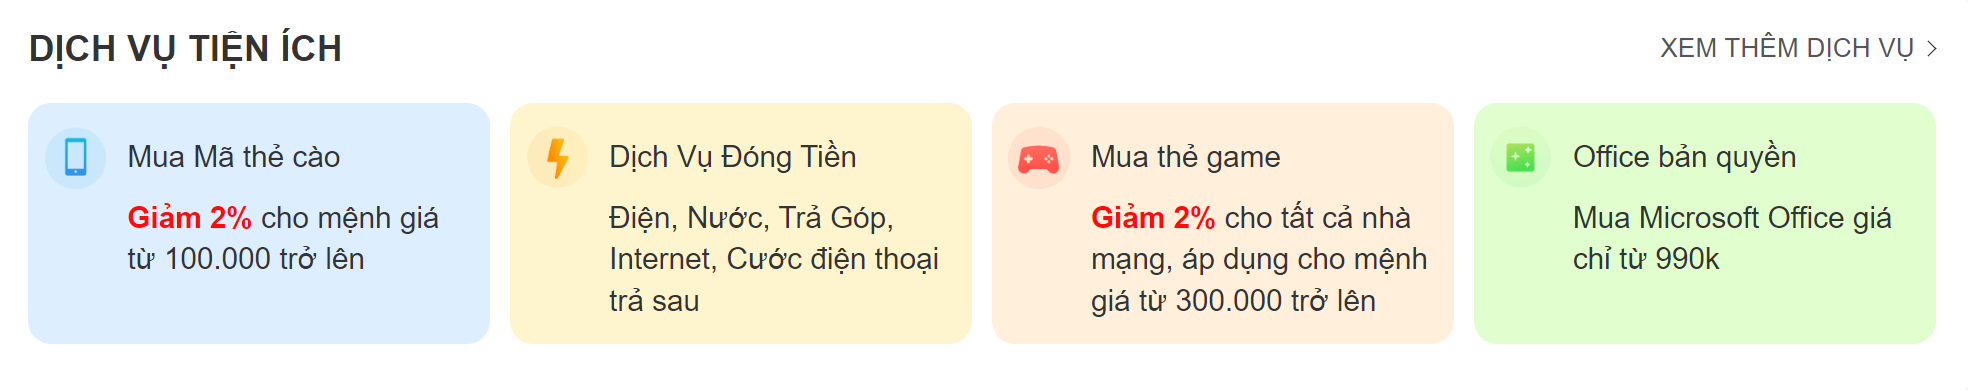 DỊCH VỤ TIỆN ÍCH
XEM THÊM DỊCH VỤ
Mua Mã thẻ cào
Giảm 2% cho mệnh giá
từ 100.000 trở lên
Dịch Vụ Đóng Tiền
Điện, Nước, Trả Góp,
Internet, Cước điện thoại
trả sau
Mua thẻ game
Giảm 2% cho tất cả nhà
mạng, áp dụng cho mệnh
giá từ 300.000 trở lên
Office bản quyền
Mua Microsoft Office giá
chỉ từ 990k